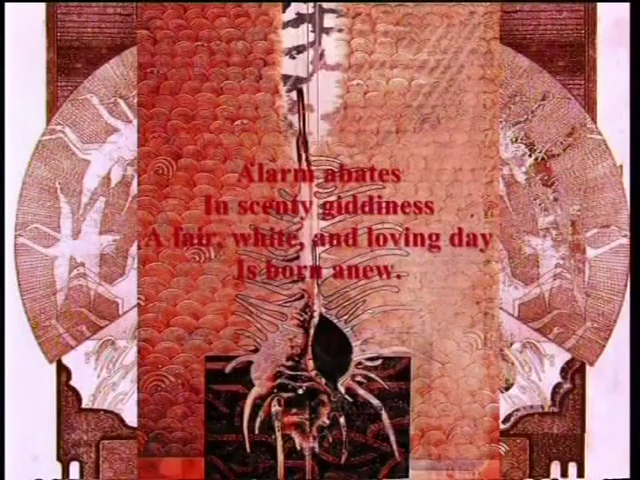 Alarm abates
In scenty giddiness
A fair, white, and loving day
Is born anew.